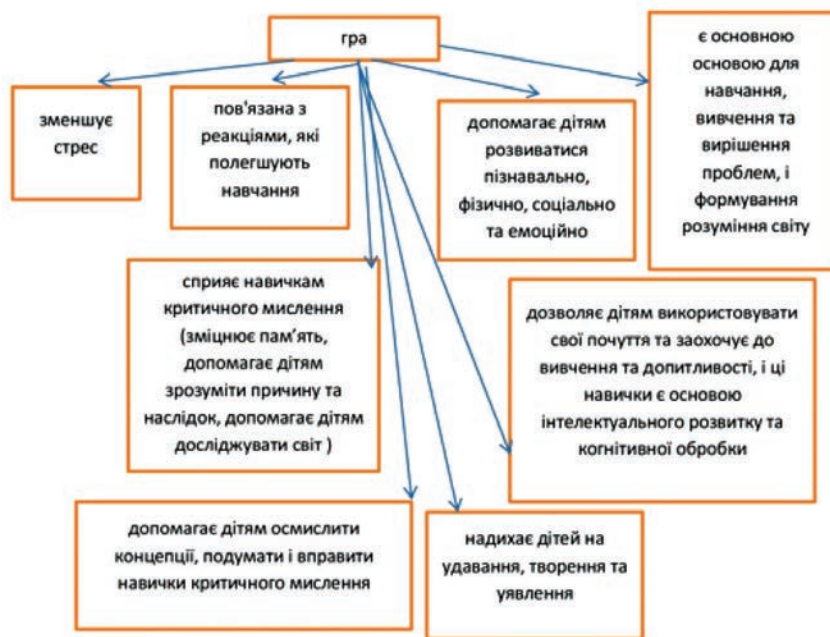 гра
зменшує
стрес
пов'язана з
реакціями, які
полегшують
навчання
допомагає дітям
розвиватися
пізнавально,
фізично, соціально
та емоційно
є основною
основою для
навчання,
вивчення та
вирішення
проблем, і
формування
розуміння світу
сприяє навичкам
критичного мислення
(зміцнює пам’ять,
допомагає дітям
зрозуміти причину та
наслідок, допомагає дітям
досліджувати світ )
дозволяє дітям використовувати
свої почуття та заохочує до
вивчення та допитливості, і ці
навички є основою
інтелектуального розвитку та
когнітивної обробки
допомагає дітям осмислити
концепції, подумати і вправити
навички критичного мислення
надихає дітей на
удавання, творення та
уявлення